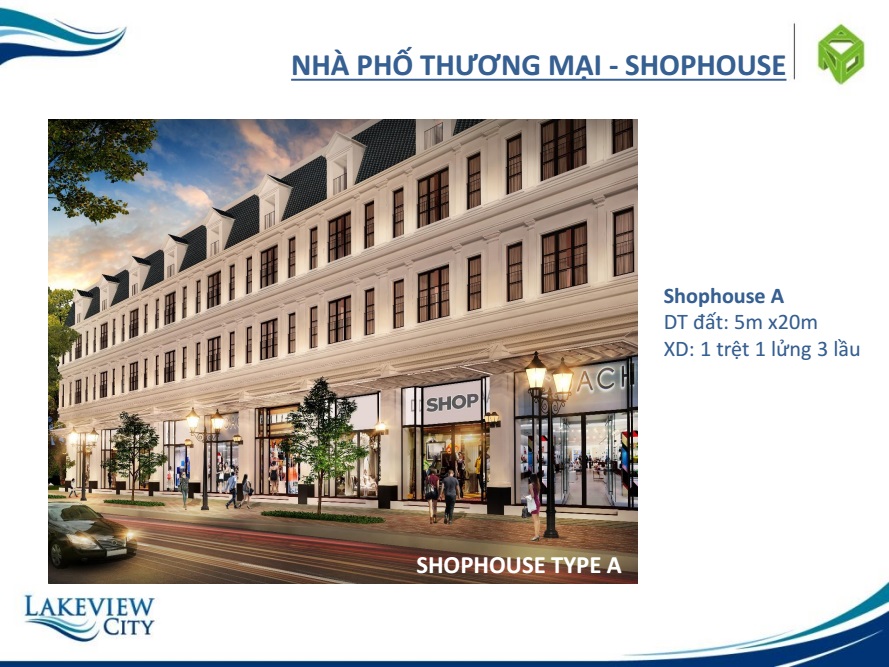 NHÀ PHỐ THƯƠNG MẠI - SHOPHOUSE
SHOP
ACH
Shophouse A
DT đất: 5m x20m
XD: 1 trệt 1 lửng 3 lầu
SHOPHOUSE TYPE A
LAKEVIEW
CITY